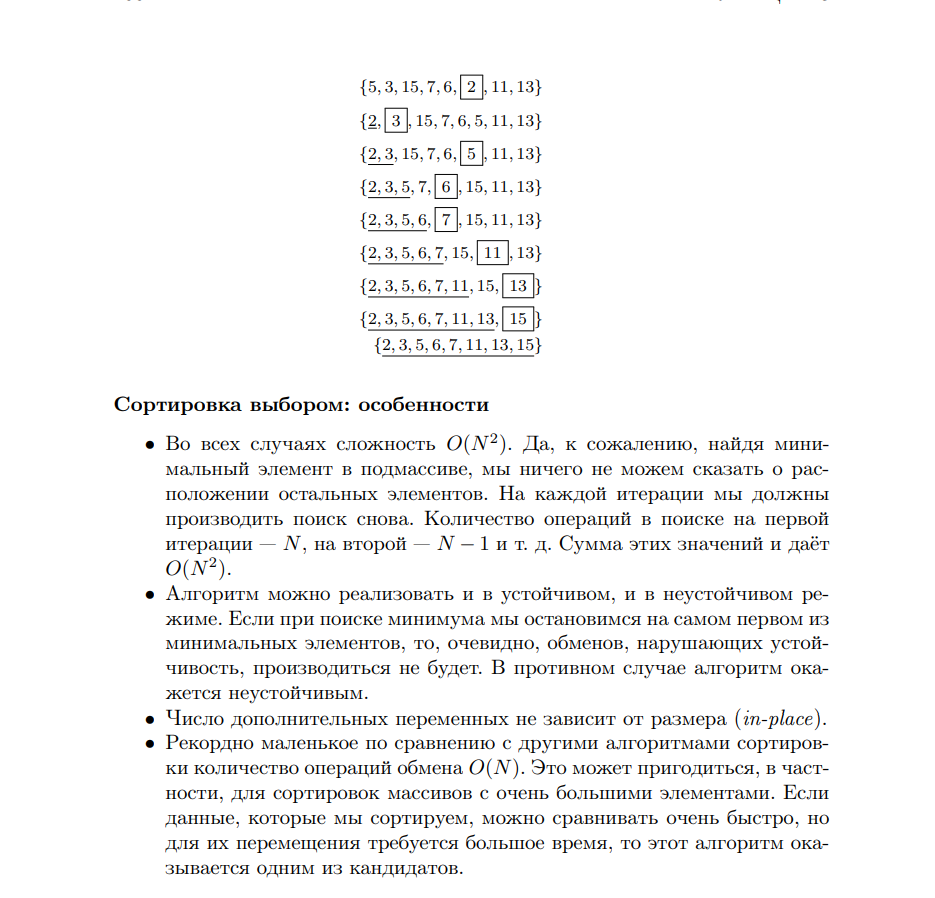 {5, 3, 15, 7, 6, 2, 11, 13}
{2, 3, 15, 7, 6, 5, 11, 13}
{2, 3, 15, 7, 6, 5, 11, 13}
{2, 3, 5, 7, 6, 15, 11, 13}
{2, 3, 5, 6, 7, 15, 11, 13}
{2, 3, 5, 6, 7, 15, 11, 13}
{2, 3, 5, 6, 7, 11, 15, 13}
{2, 3, 5, 6, 7, 11, 13, 15}
{2, 3, 5, 6, 7, 11, 13, 15}
Сортировка выбором: особенности
• Во всех случаях сложность O(N²). Да, к сожалению, найдя мини-
мальный элемент в подмассиве, мы ничего не можем сказать о рас-
положении остальных элементов. На каждой итерации мы должны
производить поиск снова. Количество операций в поиске на первой
итерации — N, на второй — N − 1 и т. д. Сумма этих значений и даёт
O(N²).
• Алгоритм можно реализовать и в устойчивом, и в неустойчивом ре-
жиме. Если при поиске минимума мы остановимся на самом первом из
минимальных элементов, то, очевидно, обменов, нарушающих устой-
чивость, производиться не будет. В противном случае алгоритм ока-
жется неустойчивым.
• Число дополнительных переменных не зависит от размера (in-place).
• Рекордно маленькое по сравнению с другими алгоритмами сортиров-
ки количество операций обмена O(N). Это может пригодиться, в част-
ности, для сортировок массивов с очень большими элементами. Если
данные, которые мы сортируем, можно сравнивать очень быстро, но
для их перемещения требуется большое время, то этот алгоритм ока-
зывается одним из кандидатов.